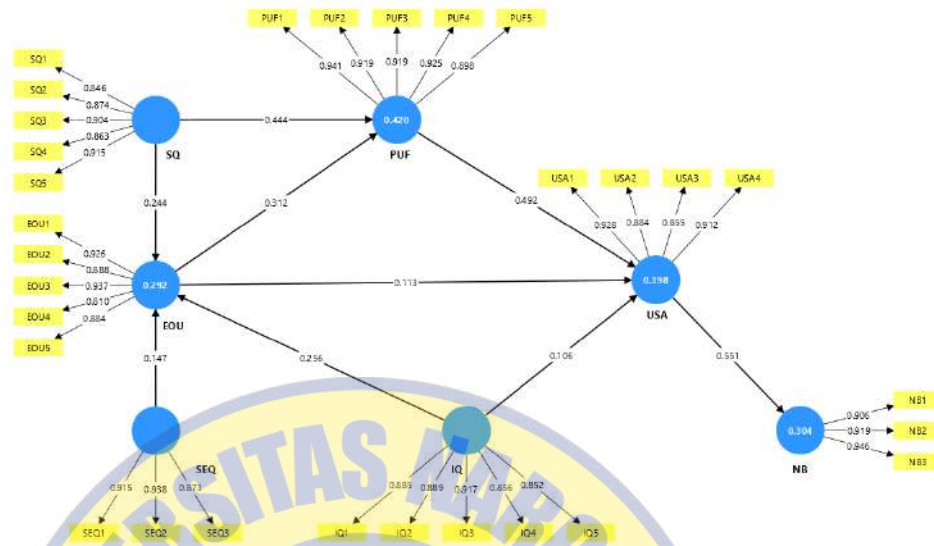 PUF1 PUF2 PUF3 PUF4 PUF5
0.941 0.919 0.919 0.925 0.898
SQ1
SQ2
SQ3
SQ4
SQ5
0.846
0.874
0.904
0.863
0.915
SQ
0.444
0.420
PUF
0.244
0.312
0.492
USA1 USA2 USA3 USA4
0.928 0.884 0.855 0.912
EOU1
EOU2
EOU3
EOU4
EOU5
0.926
0.888
0.937
0.810
0.884
0.292
EOU
0.113
0.398
USA
0.147
0.256
0.106
0.551
SEQ
IQ
0.304
NB
0.906
0.919
0.946
NB1
NB2
NB3
0.915 0.938 0.873
0.885 0.889 0.917 0.856 0.852
SEQ1 SEQ2 SEQ3
IQ1 IQ2 IQ3 IQ4 IQ5
ERSITAS NA